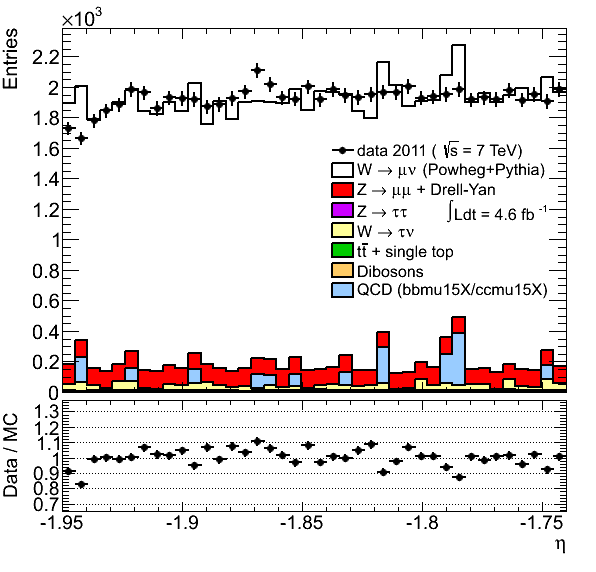 ×10³
Entries
2.2
2
1.8
1.6
1.4
1.2
1
0.8
0.6
0.4
0.2
0
data 2011 ( √s = 7 TeV)
W → μν (Powheg+Pythia)
Z → μμ + Drell-Yan
Z → ττ
∫Ldt = 4.6 fb⁻¹
W → τν
tt̄ + single top
Dibosons
QCD (bbmu15X/ccmu15X)
Data / MC
1.3
1.2
1.1
1
0.9
0.8
0.7
-1.95 -1.9 -1.85 -1.8 -1.75
η